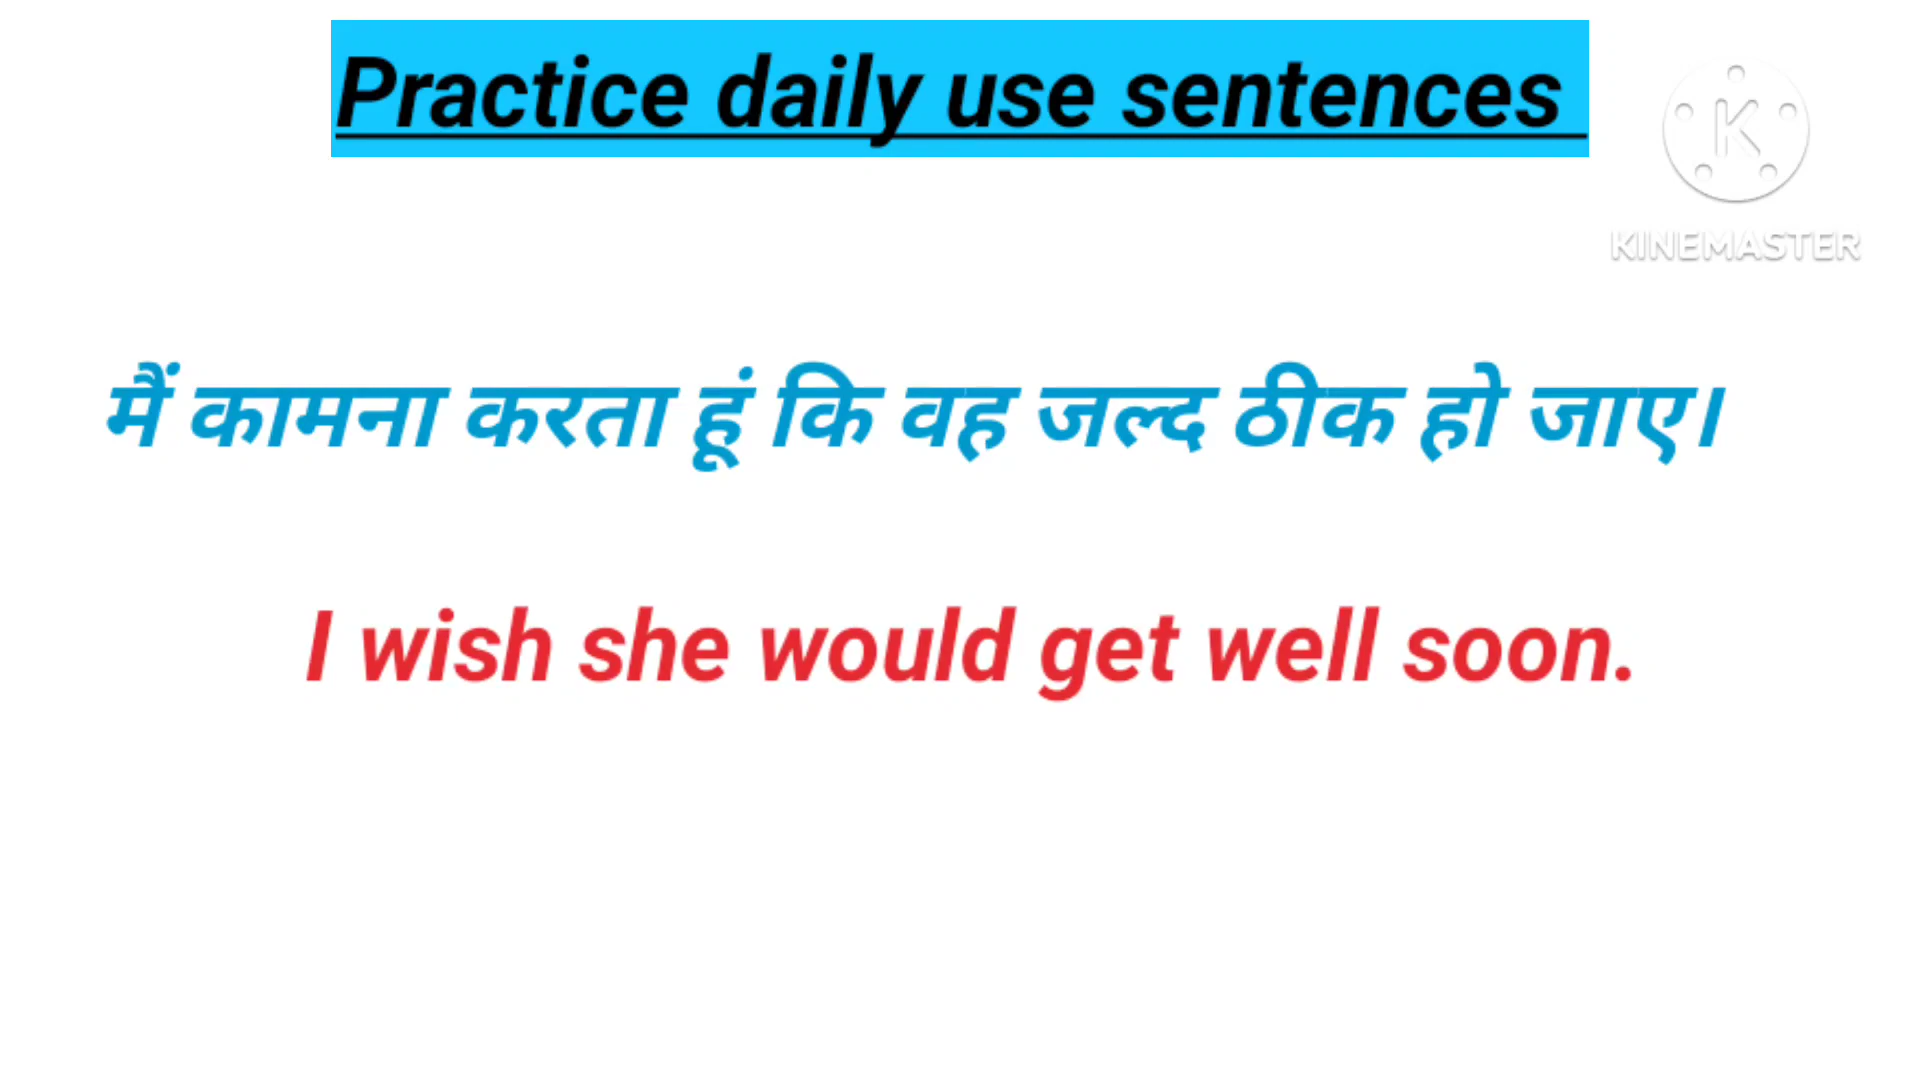 Practice daily use sentences
K
KINEMASTER
मैं कामना करता हूं कि वह जल्द ठीक हो जाए।
I wish she would get well soon.